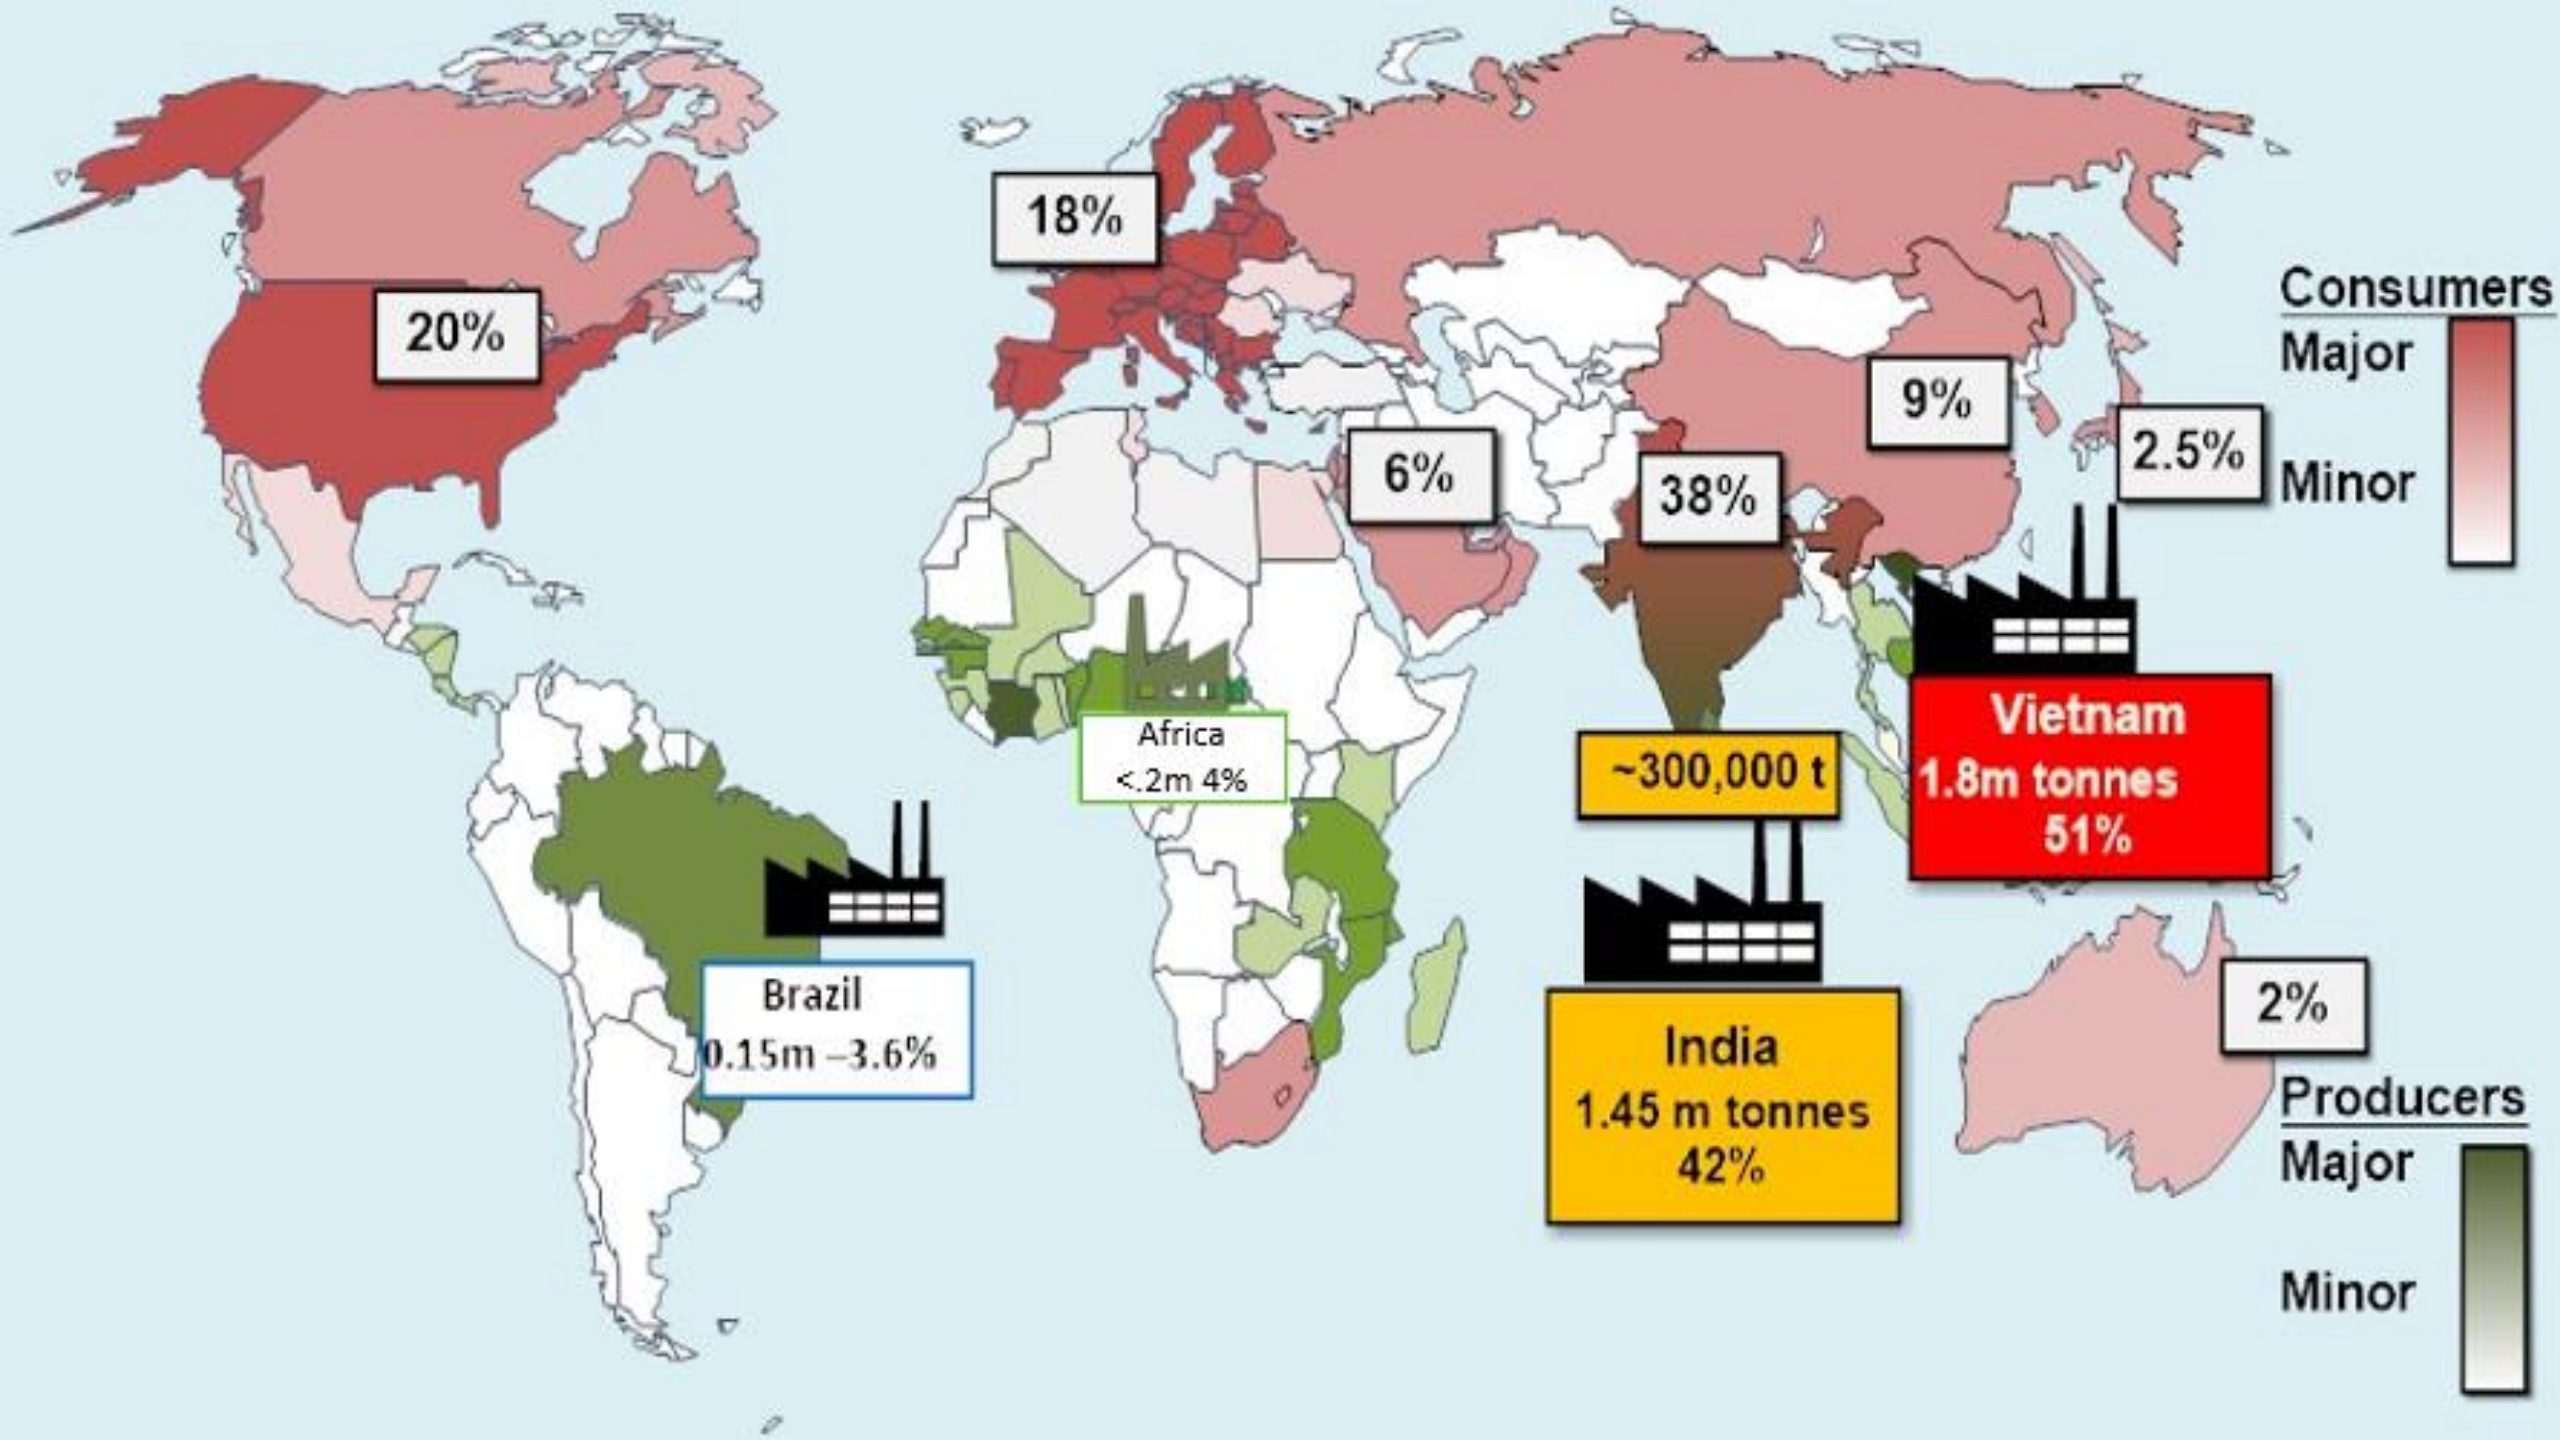 18%
20%
Consumers
Major
Minor
9%
2.5%
6%
38%
Africa
<.2m 4%
~300,000 t
Vietnam
1.8m tonnes
51%
Brazil
0.15m –3.6%
India
1.45 m tonnes
42%
2%
Producers
Major
Minor